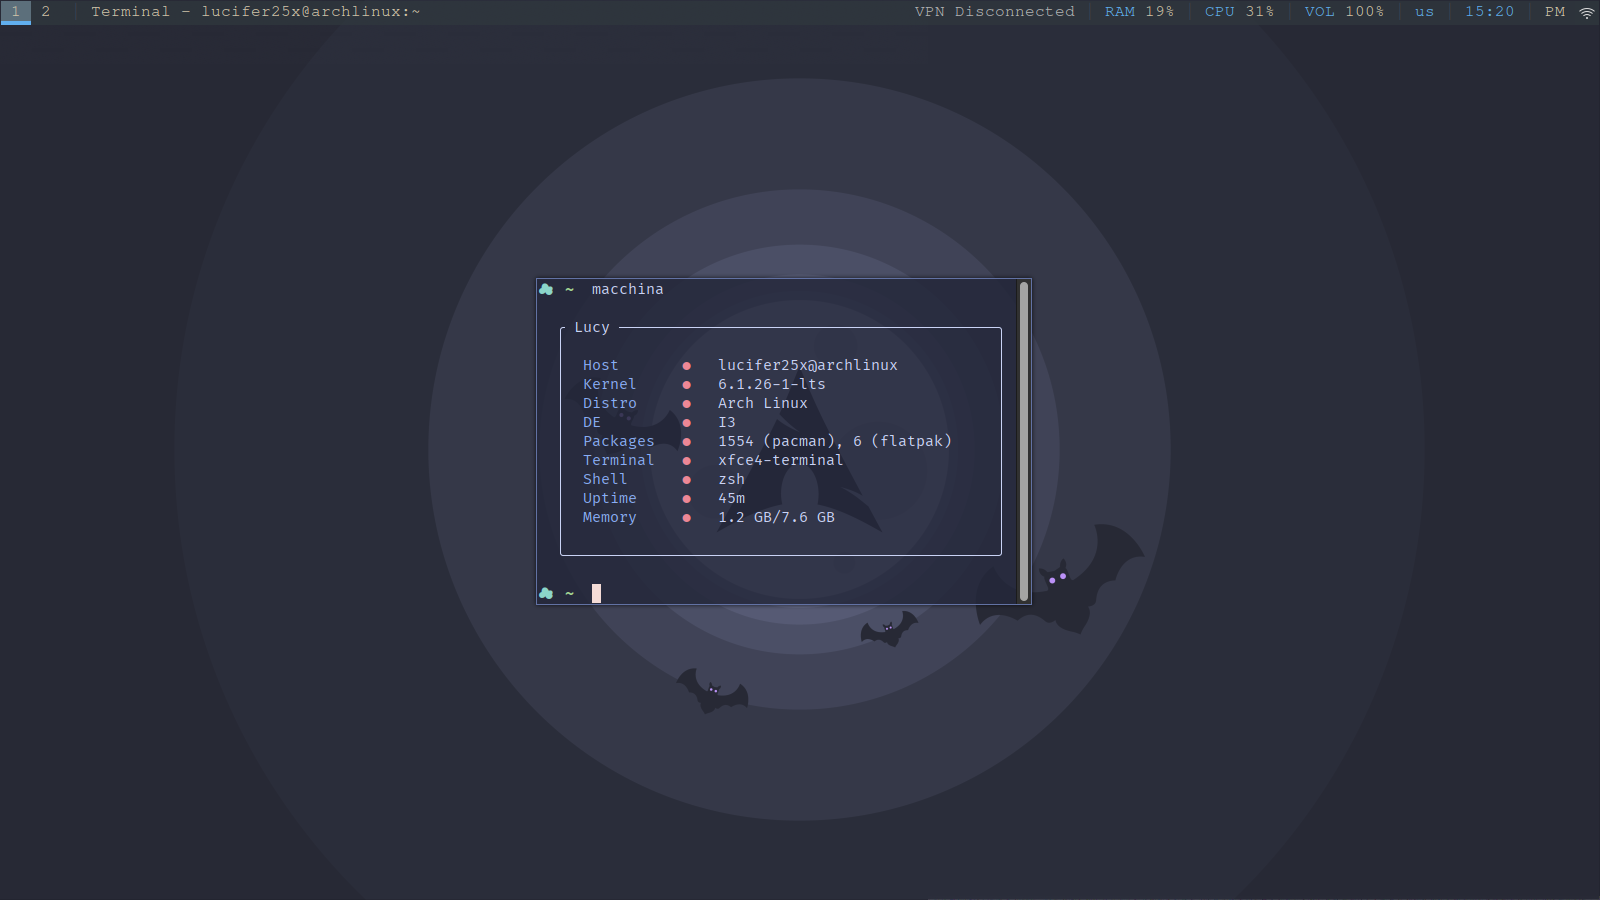 1 2 Terminal - lucifer25x@archlinux:~ VPN Disconnected RAM 19% CPU 31% VOL 100% us 15:20 PM
~ macchina
Lucy
Host ● lucifer25x@archlinux
Kernel ● 6.1.26-1-lts
Distro ● Arch Linux
DE ● I3
Packages ● 1554 (pacman), 6 (flatpak)
Terminal ● xfce4-terminal
Shell ● zsh
Uptime ● 45m
Memory ● 1.2 GB/7.6 GB
~